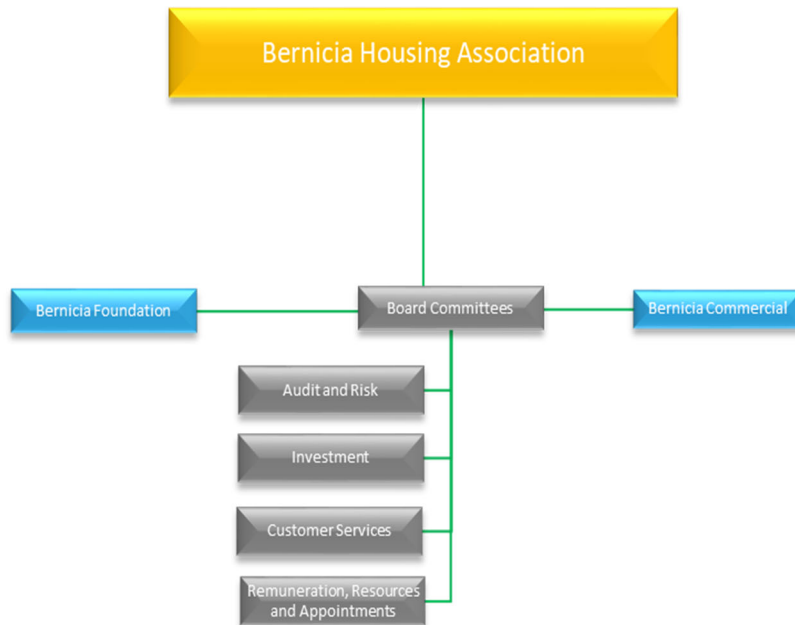 Bernicia Housing Association
Bernicia Foundation
Board Committees
Bernicia Commercial
Audit and Risk
Investment
Customer Services
Remuneration, Resources
and Appointments